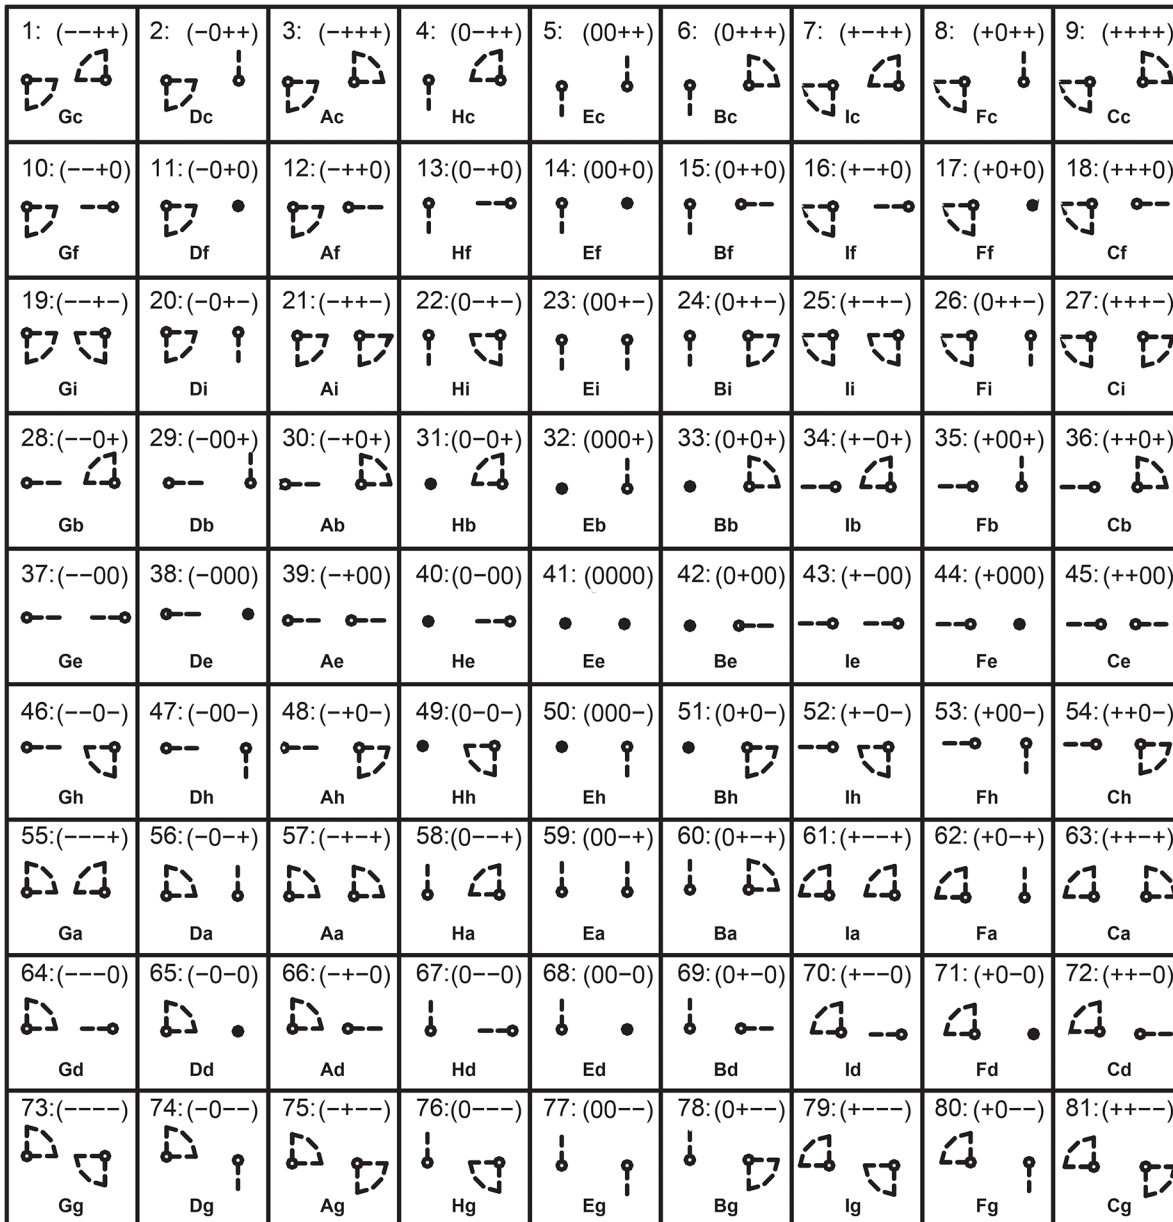 1: (−−++) 2: (−0++) 3: (−+++) 4: (0−++) 5: (00++) 6: (0+++) 7: (+−++) 8: (+0++) 9: (++++)
Gc Dc Ac Hc Ec Bc Ic Fc Cc
10:(−−+0) 11:(−0+0) 12:(−++0) 13:(0−+0) 14:(00+0) 15:(0++0) 16:(+−+0) 17:(+0+0) 18:(+++0)
Gf Df Af Hf Ef Bf If Ff Cf
19:(−−+−) 20:(−0+−) 21:(−++−) 22:(0−+−) 23:(00+−) 24:(0++−) 25:(+−+−) 26:(0++−) 27:(+++−)
Gi Di Ai Hi Ei Bi Ii Fi Ci
28:(−−0+) 29:(−00+) 30:(−+0+) 31:(0−0+) 32:(000+) 33:(0+0+) 34:(+−0+) 35:(+00+) 36:(++0+)
Gb Db Ab Hb Eb Bb Ib Fb Cb
37:(−−00) 38:(−000) 39:(−+00) 40:(0−00) 41:(0000) 42:(0+00) 43:(+−00) 44:(+000) 45:(++00)
Ge De Ae He Ee Be Ie Fe Ce
46:(−−0−) 47:(−00−) 48:(−+0−) 49:(0−0−) 50:(000−) 51:(0+0−) 52:(+−0−) 53:(+00−) 54:(++0−)
Gh Dh Ah Hh Eh Bh Ih Fh Ch
55:(−−−+) 56:(−0−+) 57:(−+−+) 58:(0−−+) 59:(00−+) 60:(0+−+) 61:(+−−+) 62:(+0−+) 63:(++−+)
Ga Da Aa Ha Ea Ba Ia Fa Ca
64:(−−−0) 65:(−0−0) 66:(−+−0) 67:(0−−0) 68:(00−0) 69:(0+−0) 70:(+−−0) 71:(+0−0) 72:(++−0)
Gd Dd Ad Hd Ed Bd Id Fd Cd
73:(−−−−) 74:(−0−−) 75:(−+−−) 76:(0−−−) 77:(00−−) 78:(0+−−) 79:(+−−−) 80:(+0−−) 81:(++−−)
Gg Dg Ag Hg Eg Bg Ig Fg Cg